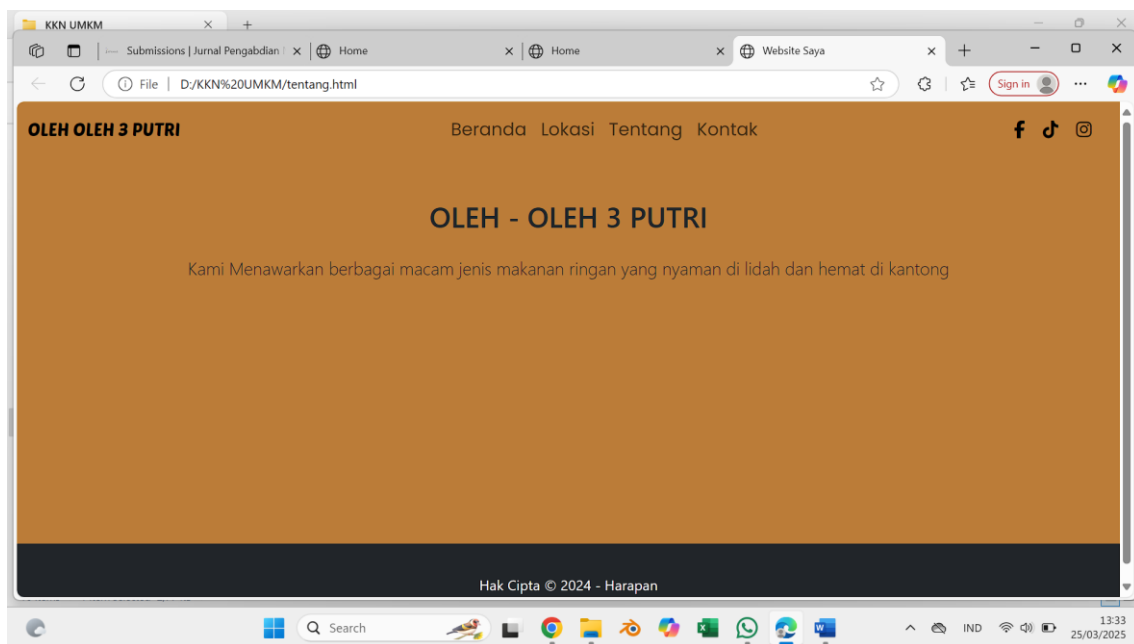 KKN UMKM
Submissions | Jurnal Pengabdian
Home
Home
Website Saya
File | D:/KKN%20UMKM/tentang.html
Sign in
OLEH OLEH 3 PUTRI
Beranda Lokasi Tentang Kontak
OLEH - OLEH 3 PUTRI
Kami Menawarkan berbagai macam jenis makanan ringan yang nyaman di lidah dan hemat di kantong
Hak Cipta © 2024 - Harapan
Search
IND
13:33
25/03/2025